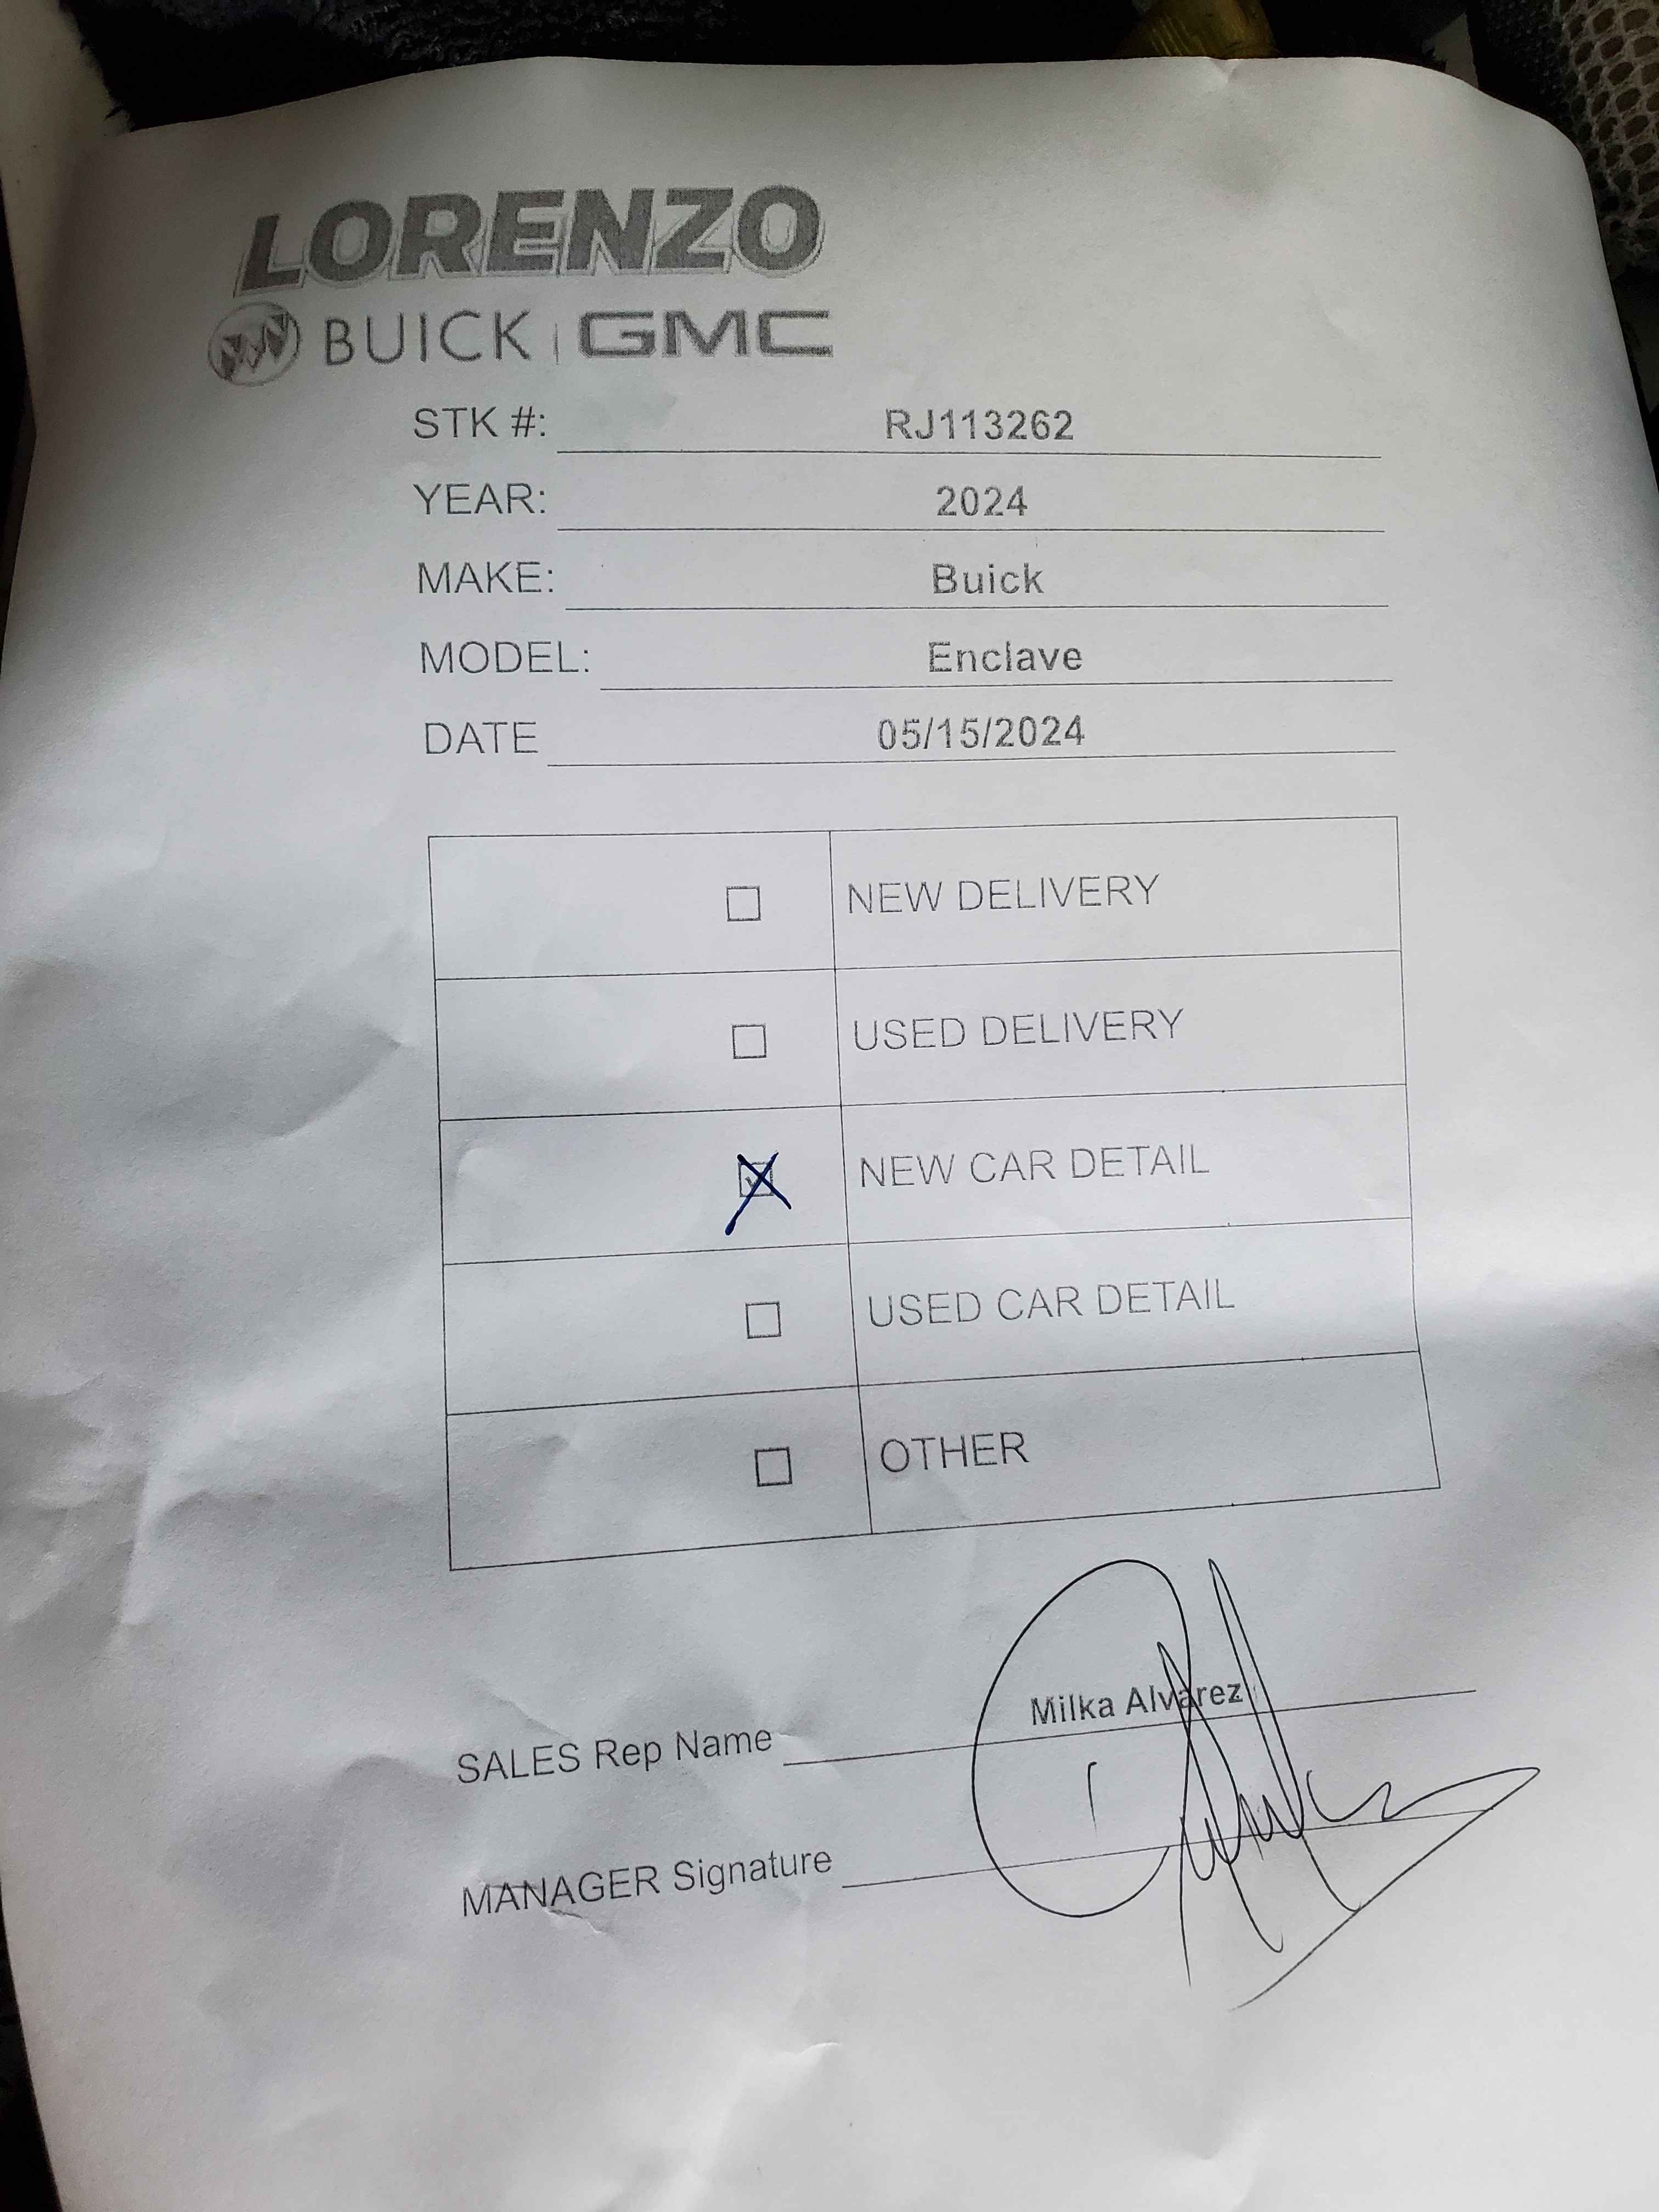 LORENZO
BUICK | GMC
STK #: RJ113262
YEAR: 2024
MAKE: Buick
MODEL: Enclave
DATE 05/15/2024
NEW DELIVERY
USED DELIVERY
NEW CAR DETAIL
USED CAR DETAIL
OTHER
SALES Rep Name Milka Alvarez
MANAGER Signature